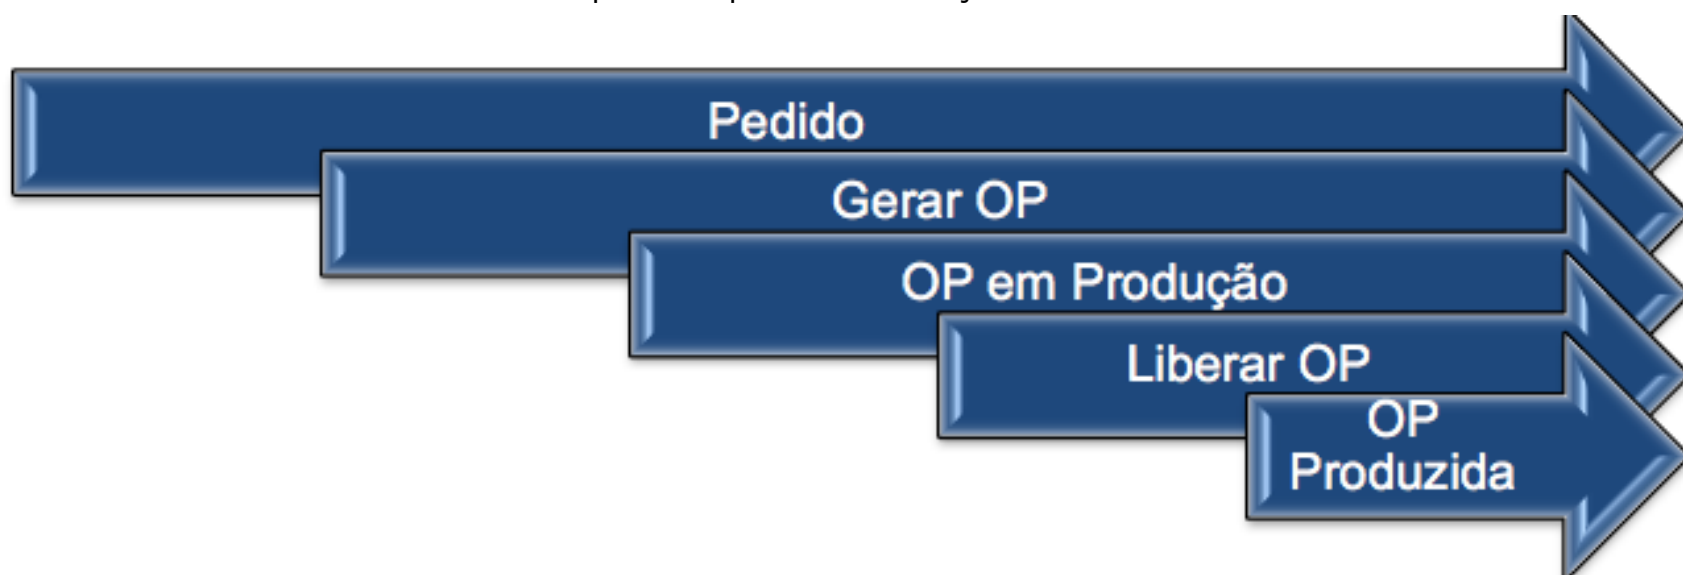 Pedido
Gerar OP
OP em Produção
Liberar OP
OP
Produzida